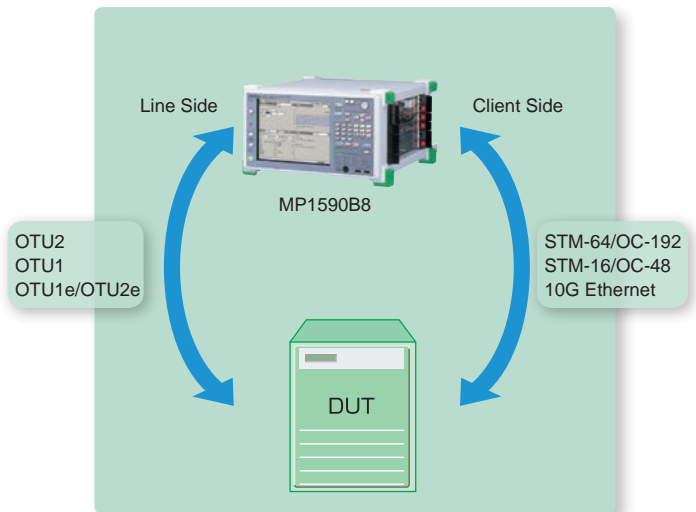 Line Side
Client Side
MP1590B8
OTU2
OTU1
OTU1e/OTU2e
STM-64/OC-192
STM-16/OC-48
10G Ethernet
DUT